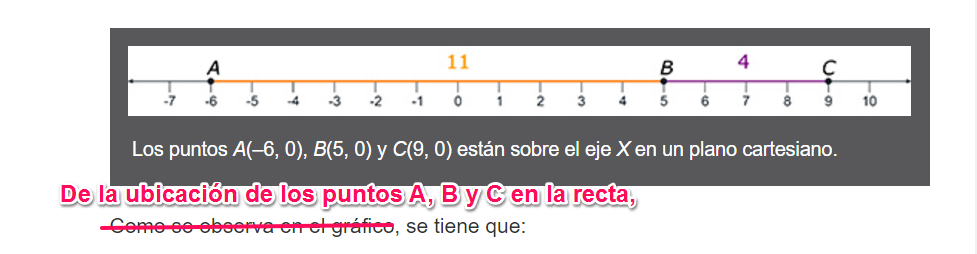 11 4
A B C
-7 -6 -5 -4 -3 -2 -1 0 1 2 3 4 5 6 7 8 9 10
Los puntos A(–6, 0), B(5, 0) y C(9, 0) están sobre el eje X en un plano cartesiano.
De la ubicación de los puntos A, B y C en la recta,
Como se observa en el gráfico, se tiene que: